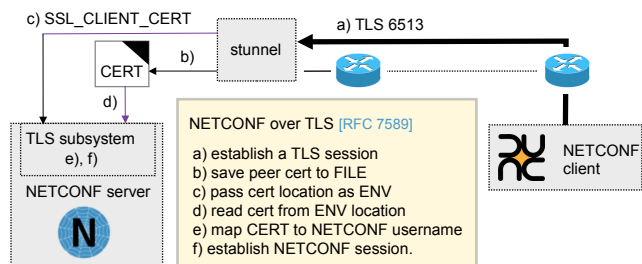 c) SSL_CLIENT_CERT
a) TLS 6513
stunnel
b)
CERT
d)
TLS subsystem
e), f)
NETCONF server
N
NETCONF over TLS [RFC 7589]
a) establish a TLS session
b) save peer cert to FILE
c) pass cert location as ENV
d) read cert from ENV location
e) map CERT to NETCONF username
f) establish NETCONF session.
NETCONF
client